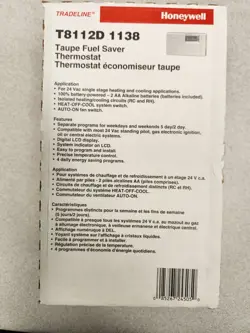 TRADELINE®
Honeywell
T8112D 1138
Taupe Fuel Saver
Thermostat
Thermostat économiseur taupe
Application
• For 24 Vac single stage heating and cooling applications.
• 100% battery-powered – 2 AA Alkaline batteries (batteries included).
• Isolated heating/cooling circuits (RC and RH).
• HEAT-OFF-COOL system switch.
• AUTO-ON fan switch.
Features
• Separate programs for weekdays and weekends 5 day/2 day.
• Compatible with most 24 Vac standing pilot, gas electronic ignition,
oil or central electric systems.
• Digital LCD display.
• System indicator on LCD.
• Easy to program and install.
• Precise temperature control.
• 4 daily energy saving programs.
Application
• Pour systèmes de chauffage et de refroidissement à un étage 24 V c.a.
• Alimenté par piles - 2 piles alcalines AA (piles comprises).
• Circuits de chauffage et de refroidissement distincts (RC et RH).
• Commutateur du système HEAT-OFF-COOL.
• Commutateur du ventilateur AUTO-ON.
Caractéristiques
• Programmes distincts pour la semaine et les fins de semaine
(5 jours/2 jours).
• Compatible à presque tous les systèmes 24 V c.a. au mazout ou gaz
à allumage électronique, à veilleuse ermanente et électrique central.
• Affichage numérique à DEL.
• Voyant système sur l'affichage à cristaux liquides.
• Facile à programmer et à installer.
• Régulation précise de la température.
• 4 programmes d'économie d'énergie quotidiens.